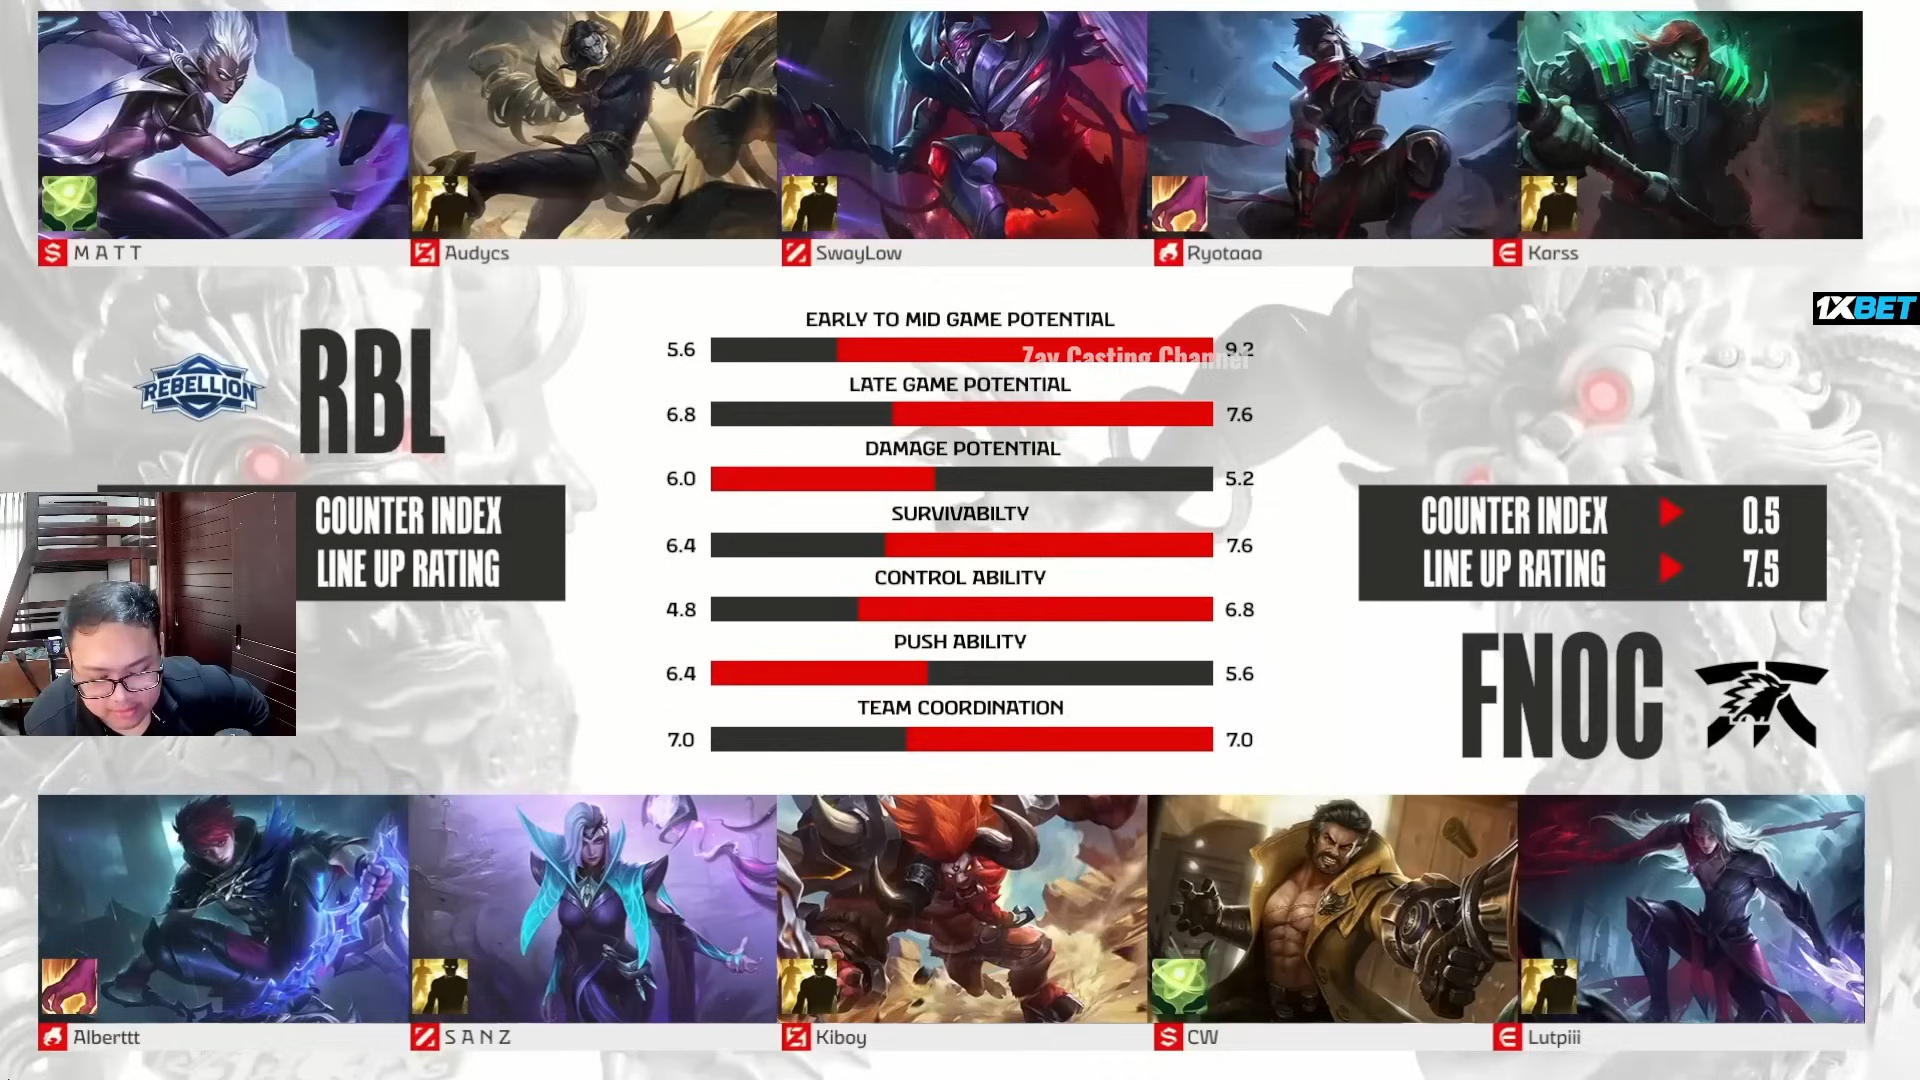 M A T T
Audycs
SwayLow
Ryotaaa
Karss
1XBET
REBELLION
RBL
EARLY TO MID GAME POTENTIAL
5.6
9.2
Zay Casting Channel
LATE GAME POTENTIAL
6.8
7.6
DAMAGE POTENTIAL
6.0
5.2
SURVIVABILTY
6.4
7.6
CONTROL ABILITY
4.8
6.8
PUSH ABILITY
6.4
5.6
TEAM COORDINATION
7.0
7.0
COUNTER INDEX
LINE UP RATING
COUNTER INDEX 0.5
LINE UP RATING 7.5
FNOC
Alberttt
S A N Z
Kiboy
CW
Lutpiii